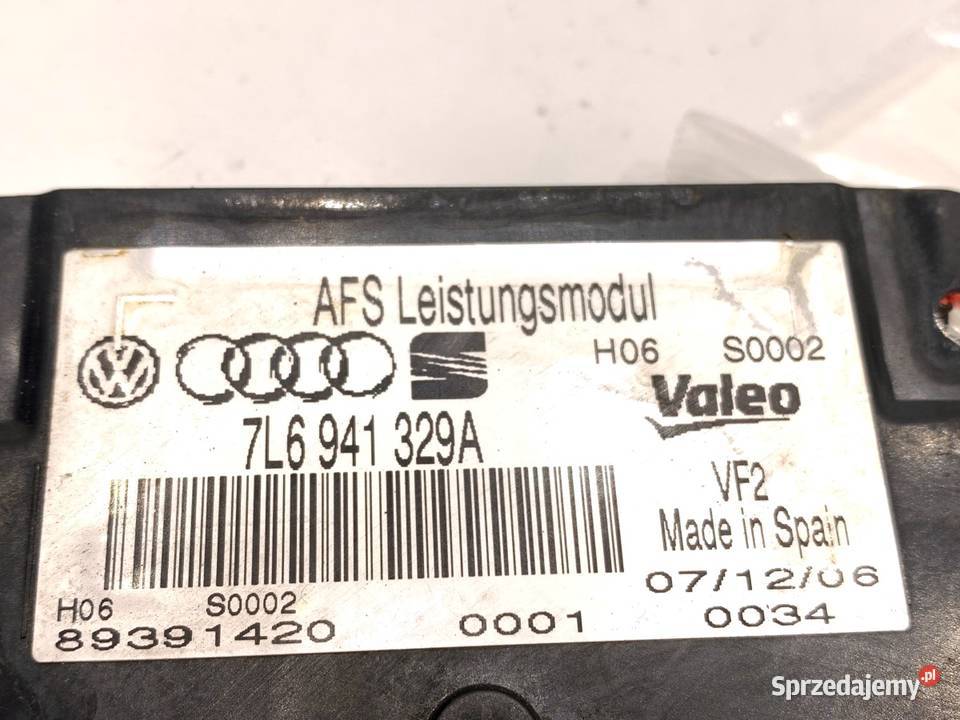 AFS Leistungsmodul
H06 S0002
Valeo
7L6 941 329A
VF2
Made in Spain
07/12/06
0034
H06 S0002
89391420 0001
Sprzedajemy.pl